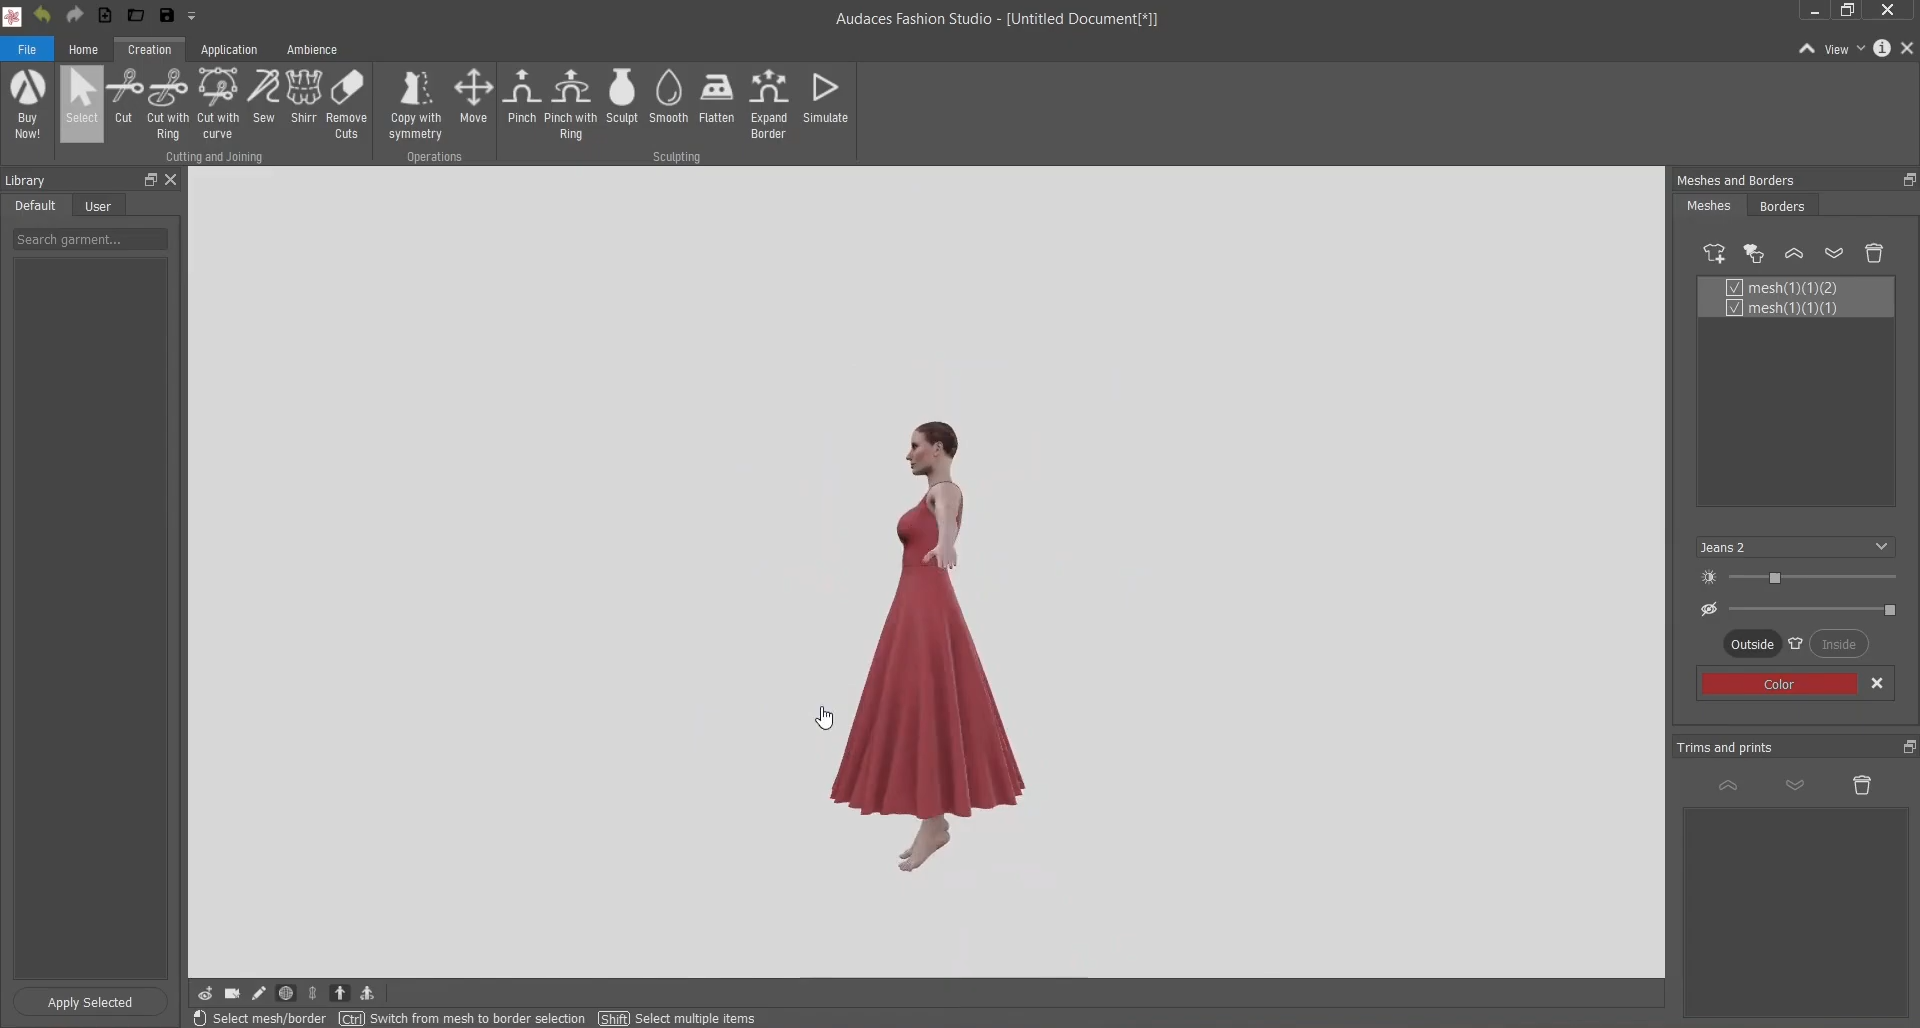 Audaces Fashion Studio - [Untitled Document[*]]
File Home Creation Application Ambience View
Buy Now!
Select
Cut
Cut with Ring
Cut with curve
Sew
Shirr
Remove Cuts
Copy with symmetry
Move
Pinch
Pinch with Ring
Sculpt
Smooth
Flatten
Expand Border
Simulate
Cutting and Joining Operations Sculpting
Library
Default User
Search garment...
Apply Selected
Meshes and Borders
Meshes Borders
mesh(1)(1)(2)
mesh(1)(1)(1)
Jeans 2
Outside Inside
Color
Trims and prints
Select mesh/border Ctrl Switch from mesh to border selection Shift Select multiple items